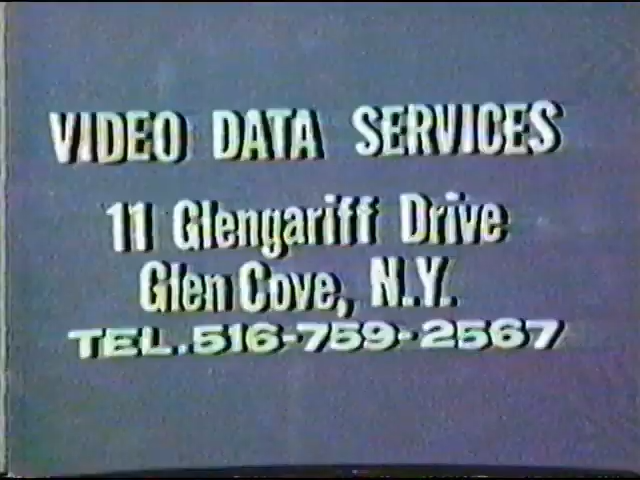 VIDEO DATA SERVICES
11 Glengariff Drive
Glen Cove, N.Y.
TEL.516-759-2567